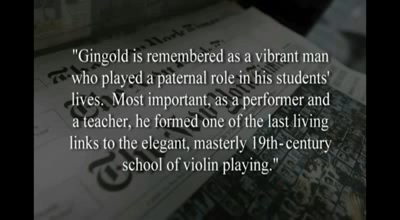 "Gingold is remembered as a vibrant man
who played a paternal role in his students'
lives.  Most important, as a performer and
a teacher, he formed one of the last living
links to the elegant, masterly 19th-century
school of violin playing."